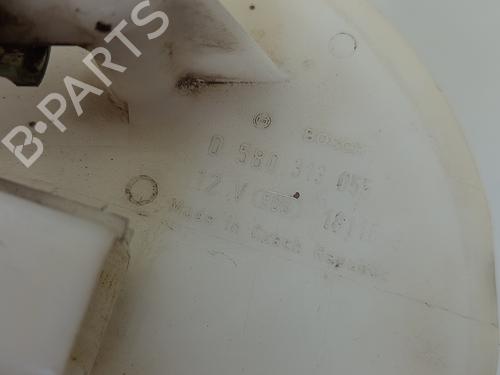 B-PARTS
BOSCH
0 580 313 055
12 V
Made in Czech Republic